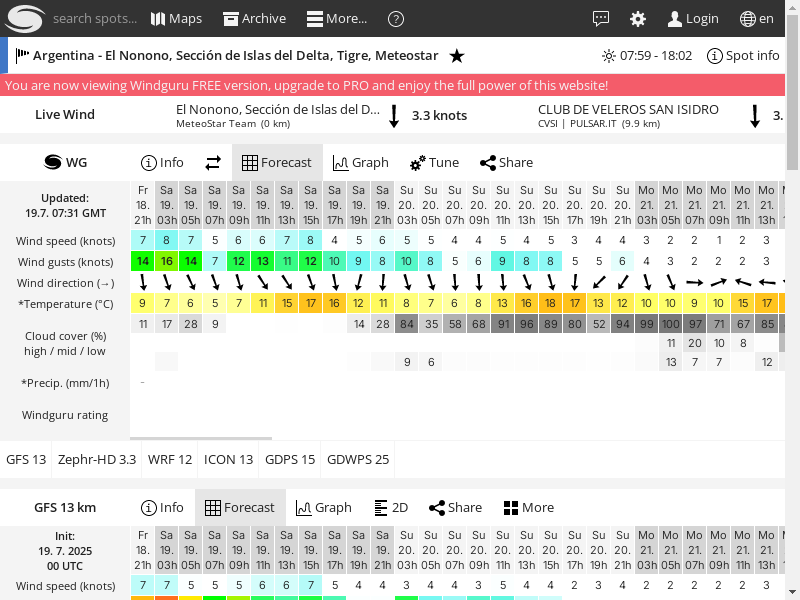 search spots... Maps Archive More... ? Login en
Argentina - El Nonono, Sección de Islas del Delta, Tigre, Meteostar ★ 07:59 - 18:02 Spot info
You are now viewing Windguru FREE version, upgrade to PRO and enjoy the full power of this website!
Live Wind
El Nonono, Sección de Islas del D...
MeteoStar Team (0 km)
3.3 knots
CLUB DE VELEROS SAN ISIDRO
CVSI | PULSAR.IT (9.9 km)
3.
WG Info Forecast Graph Tune Share
Updated:
19.7. 07:31 GMT
Fr Sa Sa Sa Sa Sa Sa Sa Sa Sa Sa Su Su Su Su Su Su Su Su Su Su Mo Mo Mo Mo Mo Mo
18. 19. 19. 19. 19. 19. 19. 19. 19. 19. 19. 20. 20. 20. 20. 20. 20. 20. 20. 20. 20. 21. 21. 21. 21. 21. 21.
21h 03h 05h 07h 09h 11h 13h 15h 17h 19h 21h 03h 05h 07h 09h 11h 13h 15h 17h 19h 21h 03h 05h 07h 09h 11h 13h
Wind speed (knots) 7 8 7 5 6 6 7 8 4 5 6 5 5 4 4 5 4 5 3 4 4 3 2 2 1 2 3
Wind gusts (knots) 14 16 14 7 12 13 11 12 10 9 8 10 8 5 6 9 8 8 5 5 6 4 3 2 2 2 3
Wind direction (→)
*Temperature (°C) 9 7 6 5 7 11 15 17 16 12 11 8 7 6 8 13 16 18 17 13 12 10 10 9 10 15 17
Cloud cover (%)
high / mid / low
11 17 28 9 14 28 84 35 58 68 91 96 89 80 52 94 99 100 97 71 67 85
11 20 10 8
9 6 13 7 7 12
*Precip. (mm/1h) -
Windguru rating
GFS 13 Zephr-HD 3.3 WRF 12 ICON 13 GDPS 15 GDWPS 25
GFS 13 km Info Forecast Graph 2D Share More
Init:
19. 7. 2025
00 UTC
Fr Sa Sa Sa Sa Sa Sa Sa Sa Sa Sa Su Su Su Su Su Su Su Su Su Su Mo Mo Mo Mo Mo Mo
18. 19. 19. 19. 19. 19. 19. 19. 19. 19. 19. 20. 20. 20. 20. 20. 20. 20. 20. 20. 20. 21. 21. 21. 21. 21. 21.
21h 03h 05h 07h 09h 11h 13h 15h 17h 19h 21h 03h 05h 07h 09h 11h 13h 15h 17h 19h 21h 03h 05h 07h 09h 11h 13h
Wind speed (knots) 7 7 5 5 5 6 6 7 5 4 4 3 4 4 3 5 4 4 2 3 4 2 2 2 2 2 3